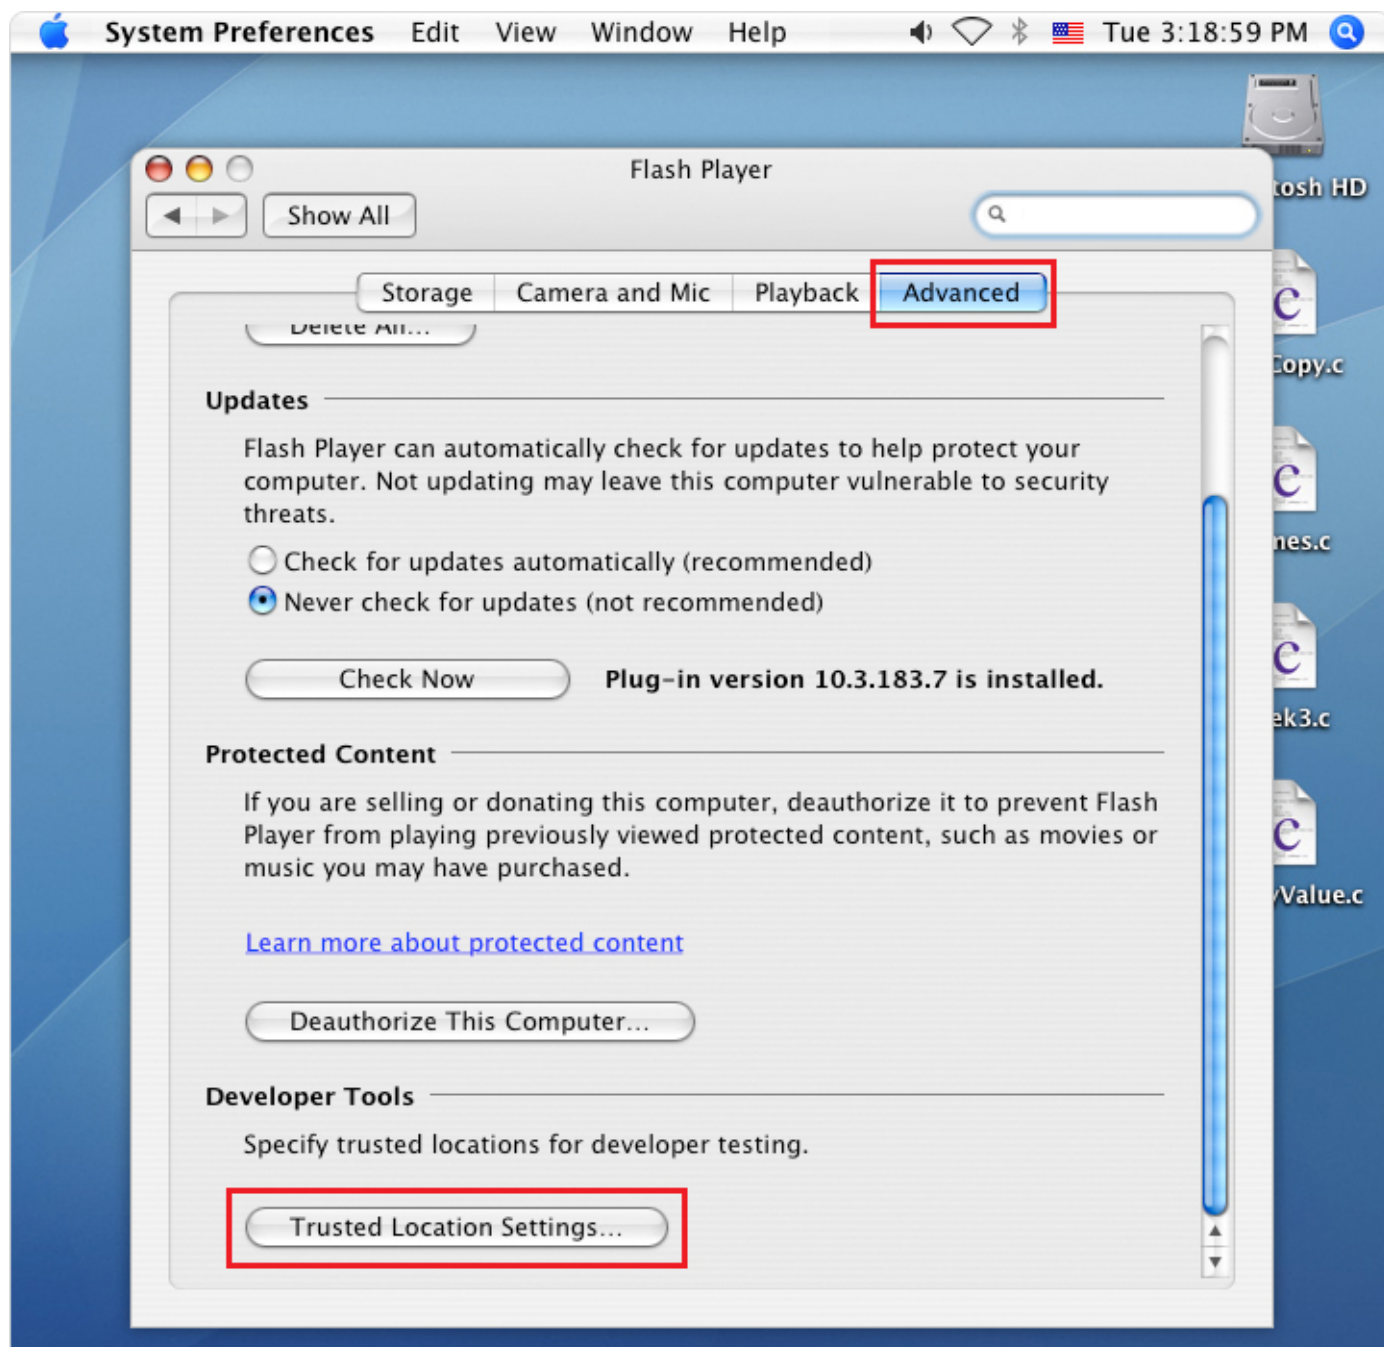 System Preferences Edit View Window Help Tue 3:18:59 PM
Flash Player
tosh HD
Show All
Storage Camera and Mic Playback Advanced
Delete All...
Copy.c
Updates
Flash Player can automatically check for updates to help protect your
computer. Not updating may leave this computer vulnerable to security
threats.
mes.c
Check for updates automatically (recommended)
Never check for updates (not recommended)
Check Now Plug-in version 10.3.183.7 is installed.
ek3.c
Protected Content
If you are selling or donating this computer, deauthorize it to prevent Flash
Player from playing previously viewed protected content, such as movies or
music you may have purchased.
yValue.c
Learn more about protected content
Deauthorize This Computer...
Developer Tools
Specify trusted locations for developer testing.
Trusted Location Settings...